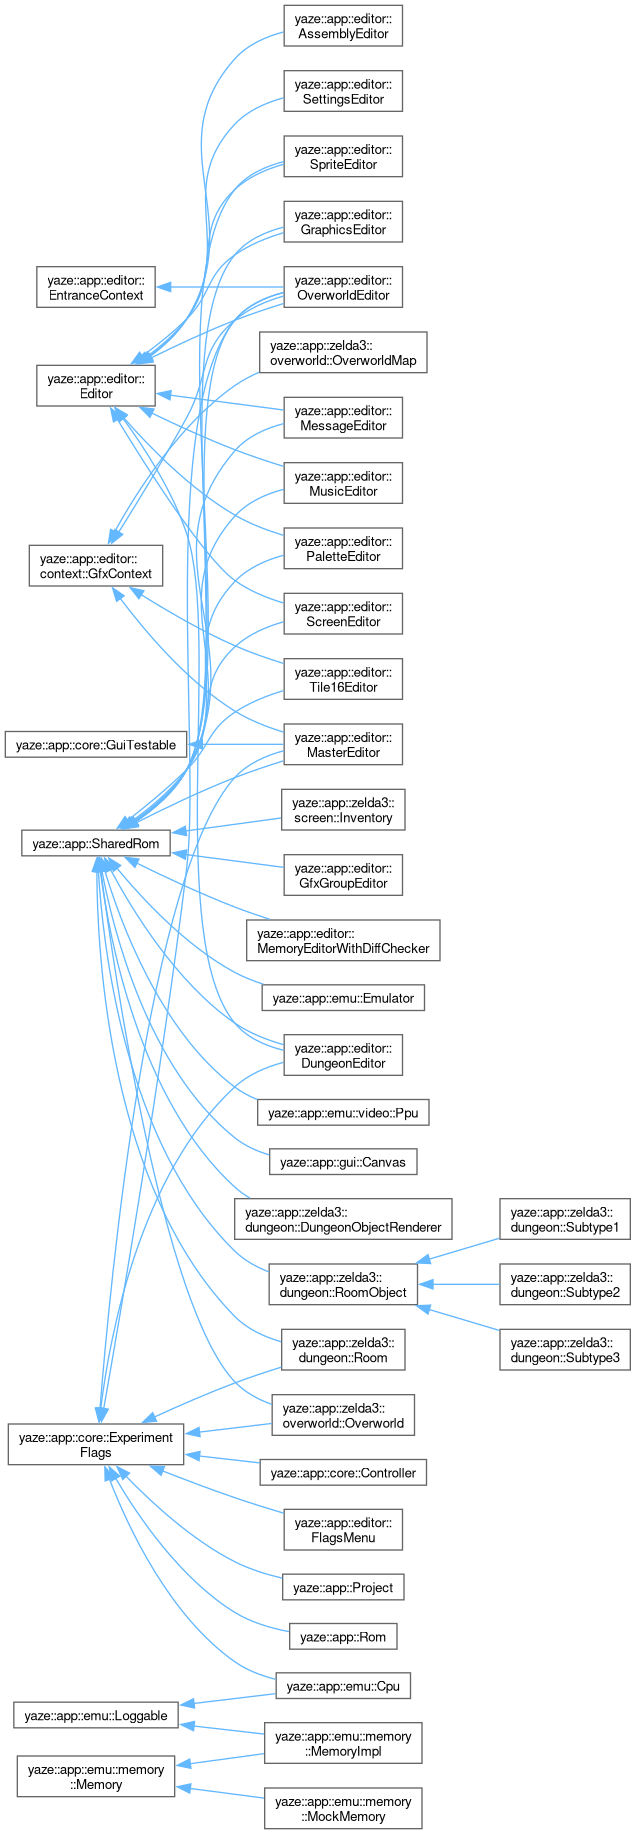 yaze::app::editor::
AssemblyEditor
yaze::app::editor::
SettingsEditor
yaze::app::editor::
SpriteEditor
yaze::app::editor::
GraphicsEditor
yaze::app::editor::
EntranceContext
yaze::app::editor::
OverworldEditor
yaze::app::zelda3::
overworld::OverworldMap
yaze::app::editor::
Editor
yaze::app::editor::
MessageEditor
yaze::app::editor::
MusicEditor
yaze::app::editor::
PaletteEditor
yaze::app::editor::
context::GfxContext
yaze::app::editor::
ScreenEditor
yaze::app::editor::
Tile16Editor
yaze::app::core::GuiTestable
yaze::app::editor::
MasterEditor
yaze::app::zelda3::
screen::Inventory
yaze::app::SharedRom
yaze::app::editor::
GfxGroupEditor
yaze::app::editor::
MemoryEditorWithDiffChecker
yaze::app::emu::Emulator
yaze::app::editor::
DungeonEditor
yaze::app::emu::video::Ppu
yaze::app::gui::Canvas
yaze::app::zelda3::
dungeon::DungeonObjectRenderer
yaze::app::zelda3::
dungeon::Subtype1
yaze::app::zelda3::
dungeon::RoomObject
yaze::app::zelda3::
dungeon::Subtype2
yaze::app::zelda3::
dungeon::Room
yaze::app::zelda3::
dungeon::Subtype3
yaze::app::zelda3::
overworld::Overworld
yaze::app::core::Experiment
Flags
yaze::app::core::Controller
yaze::app::editor::
FlagsMenu
yaze::app::Project
yaze::app::Rom
yaze::app::emu::Cpu
yaze::app::emu::Loggable
yaze::app::emu::memory
::MemoryImpl
yaze::app::emu::memory
::Memory
yaze::app::emu::memory
::MockMemory